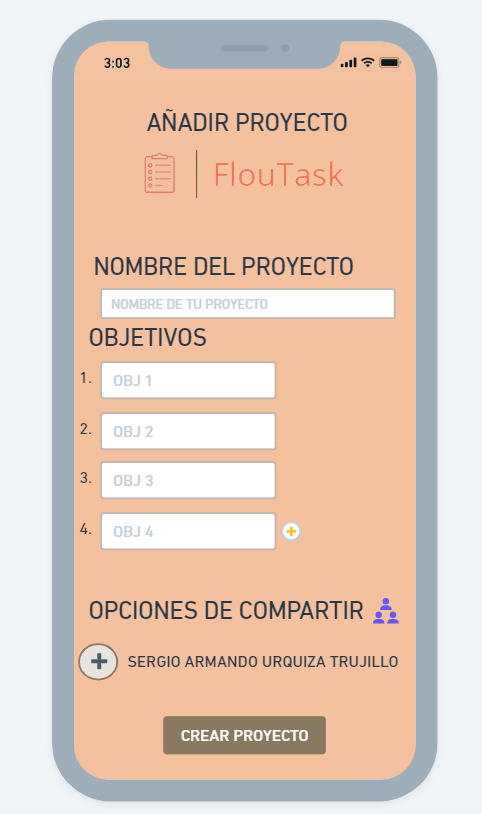 3:03
AÑADIR PROYECTO
FlouTask
NOMBRE DEL PROYECTO
NOMBRE DE TU PROYECTO
OBJETIVOS
1. OBJ 1
2. OBJ 2
3. OBJ 3
4. OBJ 4
OPCIONES DE COMPARTIR
SERGIO ARMANDO URQUIZA TRUJILLO
CREAR PROYECTO